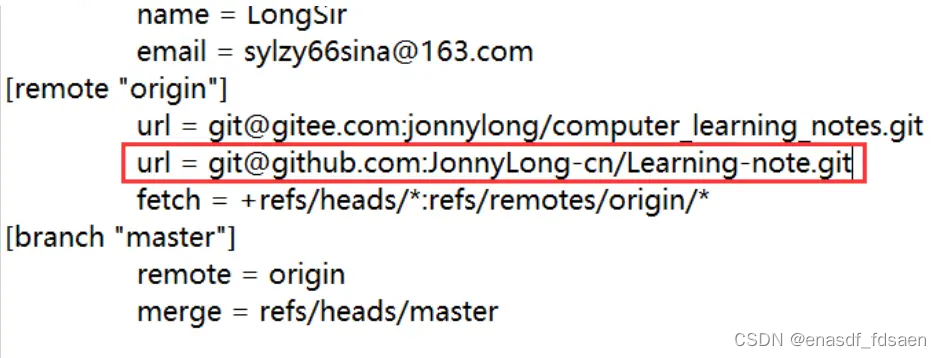 name = LongSir
email = sylzy66sina@163.com
[remote "origin"]
url = git@gitee.com:jonnylong/computer_learning_notes.git
url = git@github.com:JonnyLong-cn/Learning-note.git
fetch = +refs/heads/*:refs/remotes/origin/*
[branch "master"]
remote = origin
merge = refs/heads/master
CSDN @enasdf_fdsaen